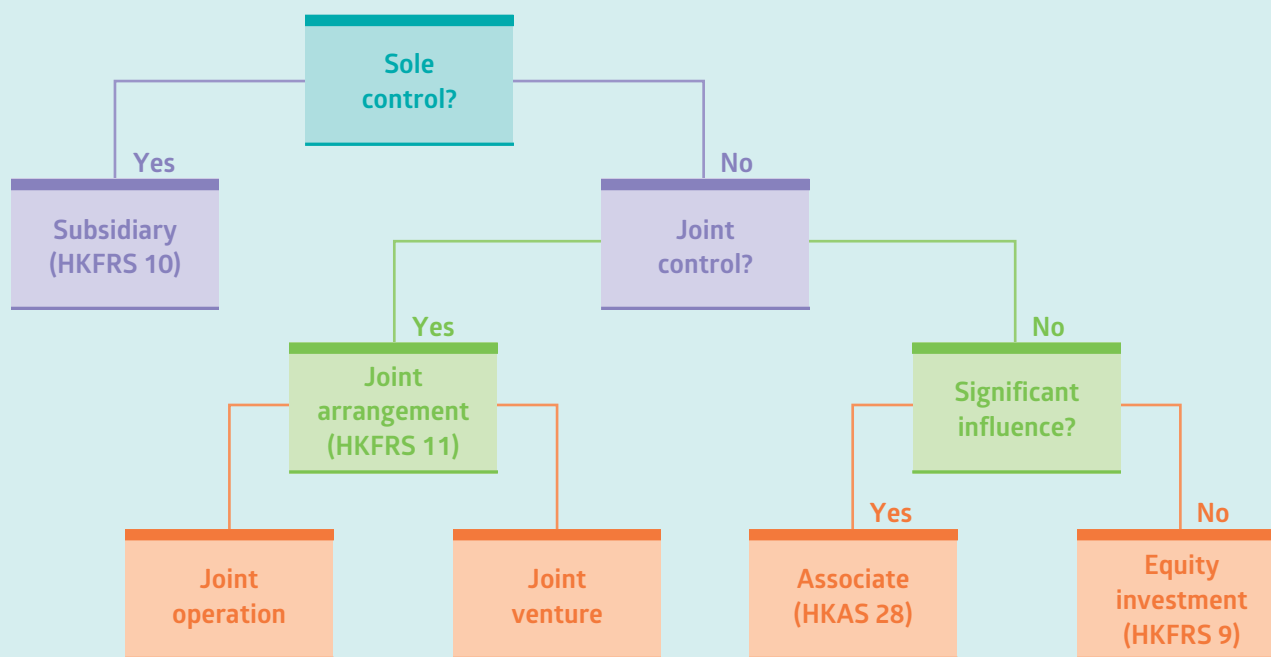 Sole
control?
Yes
No
Subsidiary
(HKFRS 10)
Joint
control?
Yes
No
Joint
arrangement
(HKFRS 11)
Significant
influence?
Yes
No
Joint
operation
Joint
venture
Associate
(HKAS 28)
Equity
investment
(HKFRS 9)